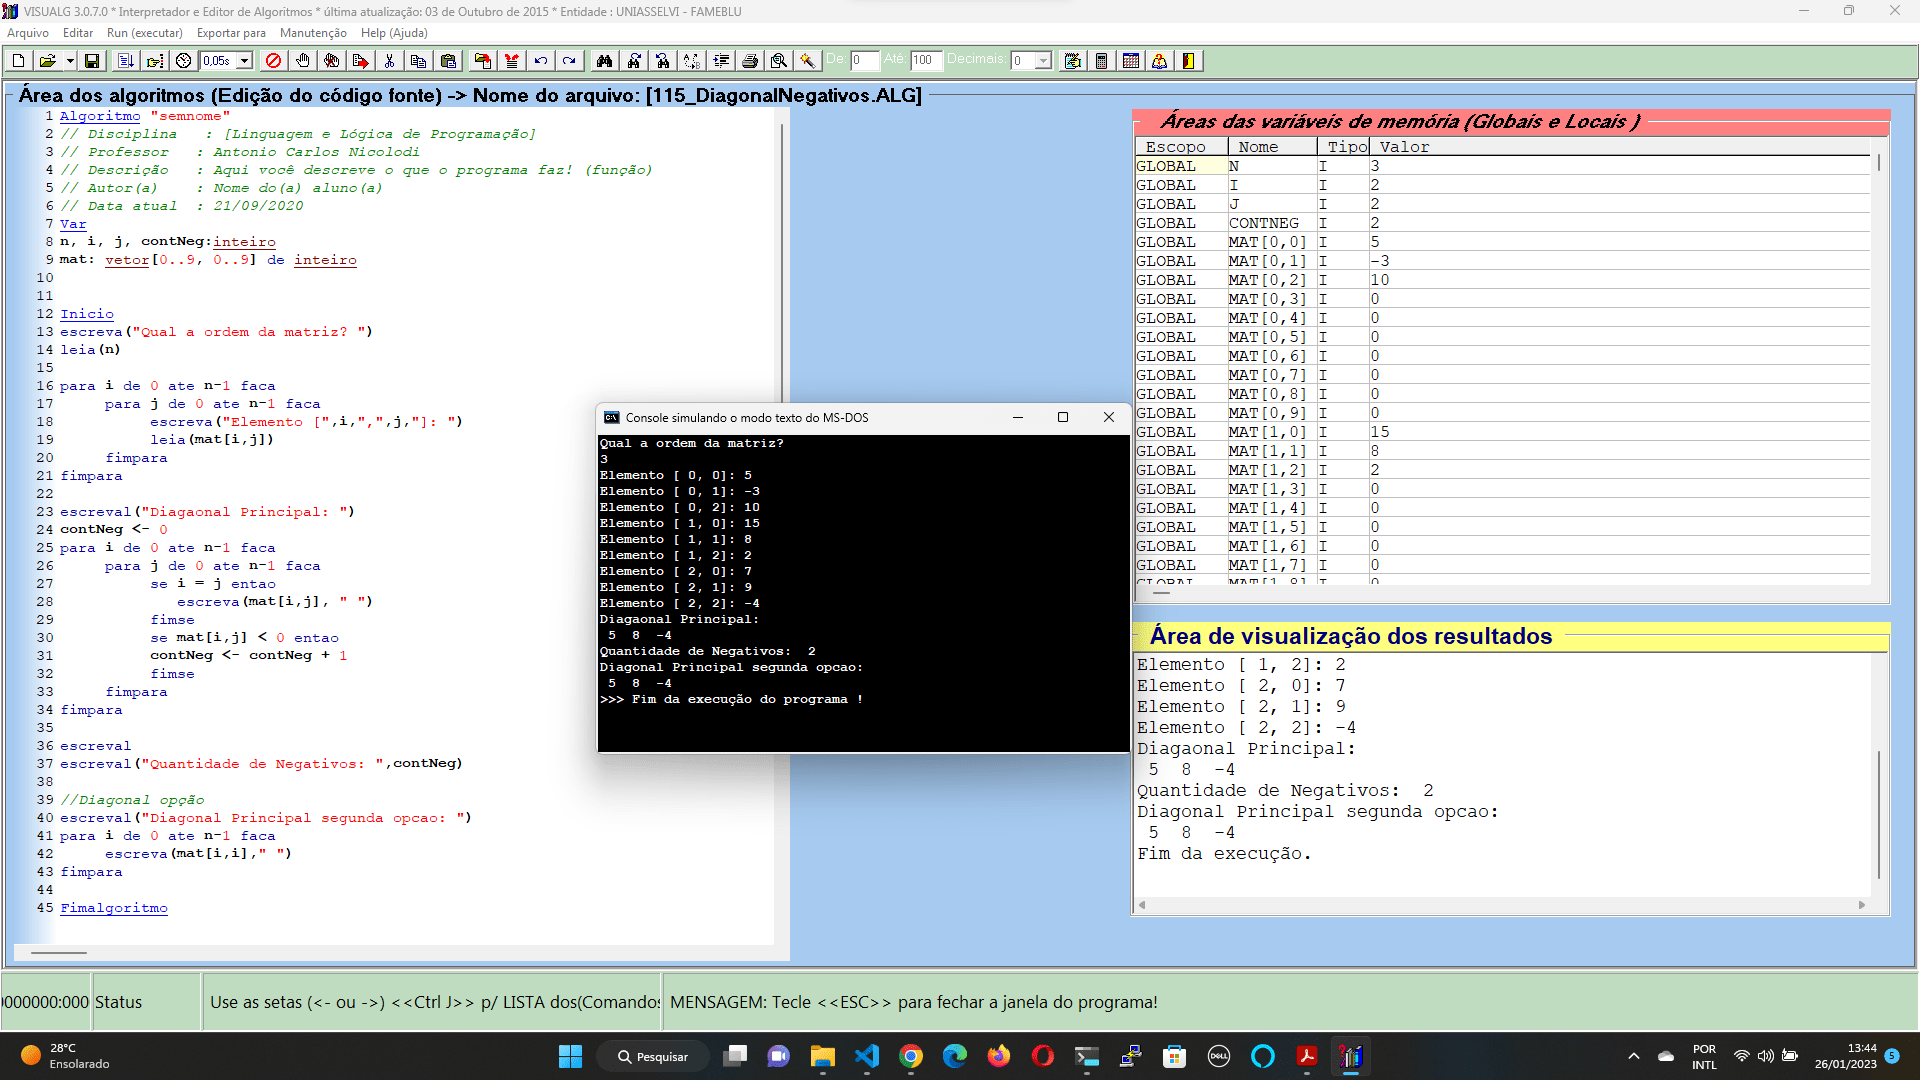 VISUALG 3.0.7.0 * Interpretador e Editor de Algoritmos * última atualização: 03 de Outubro de 2015 * Entidade : UNIASSELVI - FAMEBLU
Arquivo Editar Run (executar) Exportar para Manutenção Help (Ajuda)
0,05s De: 0 Até: 100 Decimais: 0
Área dos algoritmos (Edição do código fonte) -> Nome do arquivo: [115_DiagonalNegativos.ALG]
1 Algoritmo "semnome"
2 // Disciplina : [Linguagem e Lógica de Programação]
3 // Professor : Antonio Carlos Nicolodi
4 // Descrição : Aqui você descreve o que o programa faz! (função)
5 // Autor(a) : Nome do(a) aluno(a)
6 // Data atual : 21/09/2020
7 Var
8 n, i, j, contNeg:inteiro
9 mat: vetor[0..9, 0..9] de inteiro
10
11
12 Inicio
13 escreva("Qual a ordem da matriz? ")
14 leia(n)
15
16 para i de 0 ate n-1 faca
17 para j de 0 ate n-1 faca
18 escreva("Elemento [",i,",",j,"]: ")
19 leia(mat[i,j])
20 fimpara
21 fimpara
22
23 escreval("Diagaonal Principal: ")
24 contNeg <- 0
25 para i de 0 ate n-1 faca
26 para j de 0 ate n-1 faca
27 se i = j entao
28 escreva(mat[i,j], " ")
29 fimse
30 se mat[i,j] < 0 entao
31 contNeg <- contNeg + 1
32 fimse
33 fimpara
34 fimpara
35
36 escreval
37 escreval("Quantidade de Negativos: ",contNeg)
38
39 //Diagonal opção
40 escreval("Diagonal Principal segunda opcao: ")
41 para i de 0 ate n-1 faca
42 escreva(mat[i,i]," ")
43 fimpara
44
45 Fimalgoritmo
Console simulando o modo texto do MS-DOS
Qual a ordem da matriz?
3
Elemento [ 0, 0]: 5
Elemento [ 0, 1]: -3
Elemento [ 0, 2]: 10
Elemento [ 1, 0]: 15
Elemento [ 1, 1]: 8
Elemento [ 1, 2]: 2
Elemento [ 2, 0]: 7
Elemento [ 2, 1]: 9
Elemento [ 2, 2]: -4
Diagaonal Principal:
5 8 -4
Quantidade de Negativos: 2
Diagonal Principal segunda opcao:
5 8 -4
>>> Fim da execução do programa !
Áreas das variáveis de memória (Globais e Locais )
Escopo Nome Tipo Valor
GLOBAL N I 3
GLOBAL I I 2
GLOBAL J I 2
GLOBAL CONTNEG I 2
GLOBAL MAT[0,0] I 5
GLOBAL MAT[0,1] I -3
GLOBAL MAT[0,2] I 10
GLOBAL MAT[0,3] I 0
GLOBAL MAT[0,4] I 0
GLOBAL MAT[0,5] I 0
GLOBAL MAT[0,6] I 0
GLOBAL MAT[0,7] I 0
GLOBAL MAT[0,8] I 0
GLOBAL MAT[0,9] I 0
GLOBAL MAT[1,0] I 15
GLOBAL MAT[1,1] I 8
GLOBAL MAT[1,2] I 2
GLOBAL MAT[1,3] I 0
GLOBAL MAT[1,4] I 0
GLOBAL MAT[1,5] I 0
GLOBAL MAT[1,6] I 0
GLOBAL MAT[1,7] I 0
GLOBAL MAT[1,8] I 0
Área de visualização dos resultados
Elemento [ 1, 2]: 2
Elemento [ 2, 0]: 7
Elemento [ 2, 1]: 9
Elemento [ 2, 2]: -4
Diagaonal Principal:
5 8 -4
Quantidade de Negativos: 2
Diagonal Principal segunda opcao:
5 8 -4
Fim da execução.
0000000:000 Status Use as setas (<- ou ->) <<Ctrl J>> p/ LISTA dos(Comandos MENSAGEM: Tecle <<ESC>> para fechar a janela do programa!
28°C
Ensolarado
Pesquisar
DELL
POR
INTL
13:44
26/01/2023
5